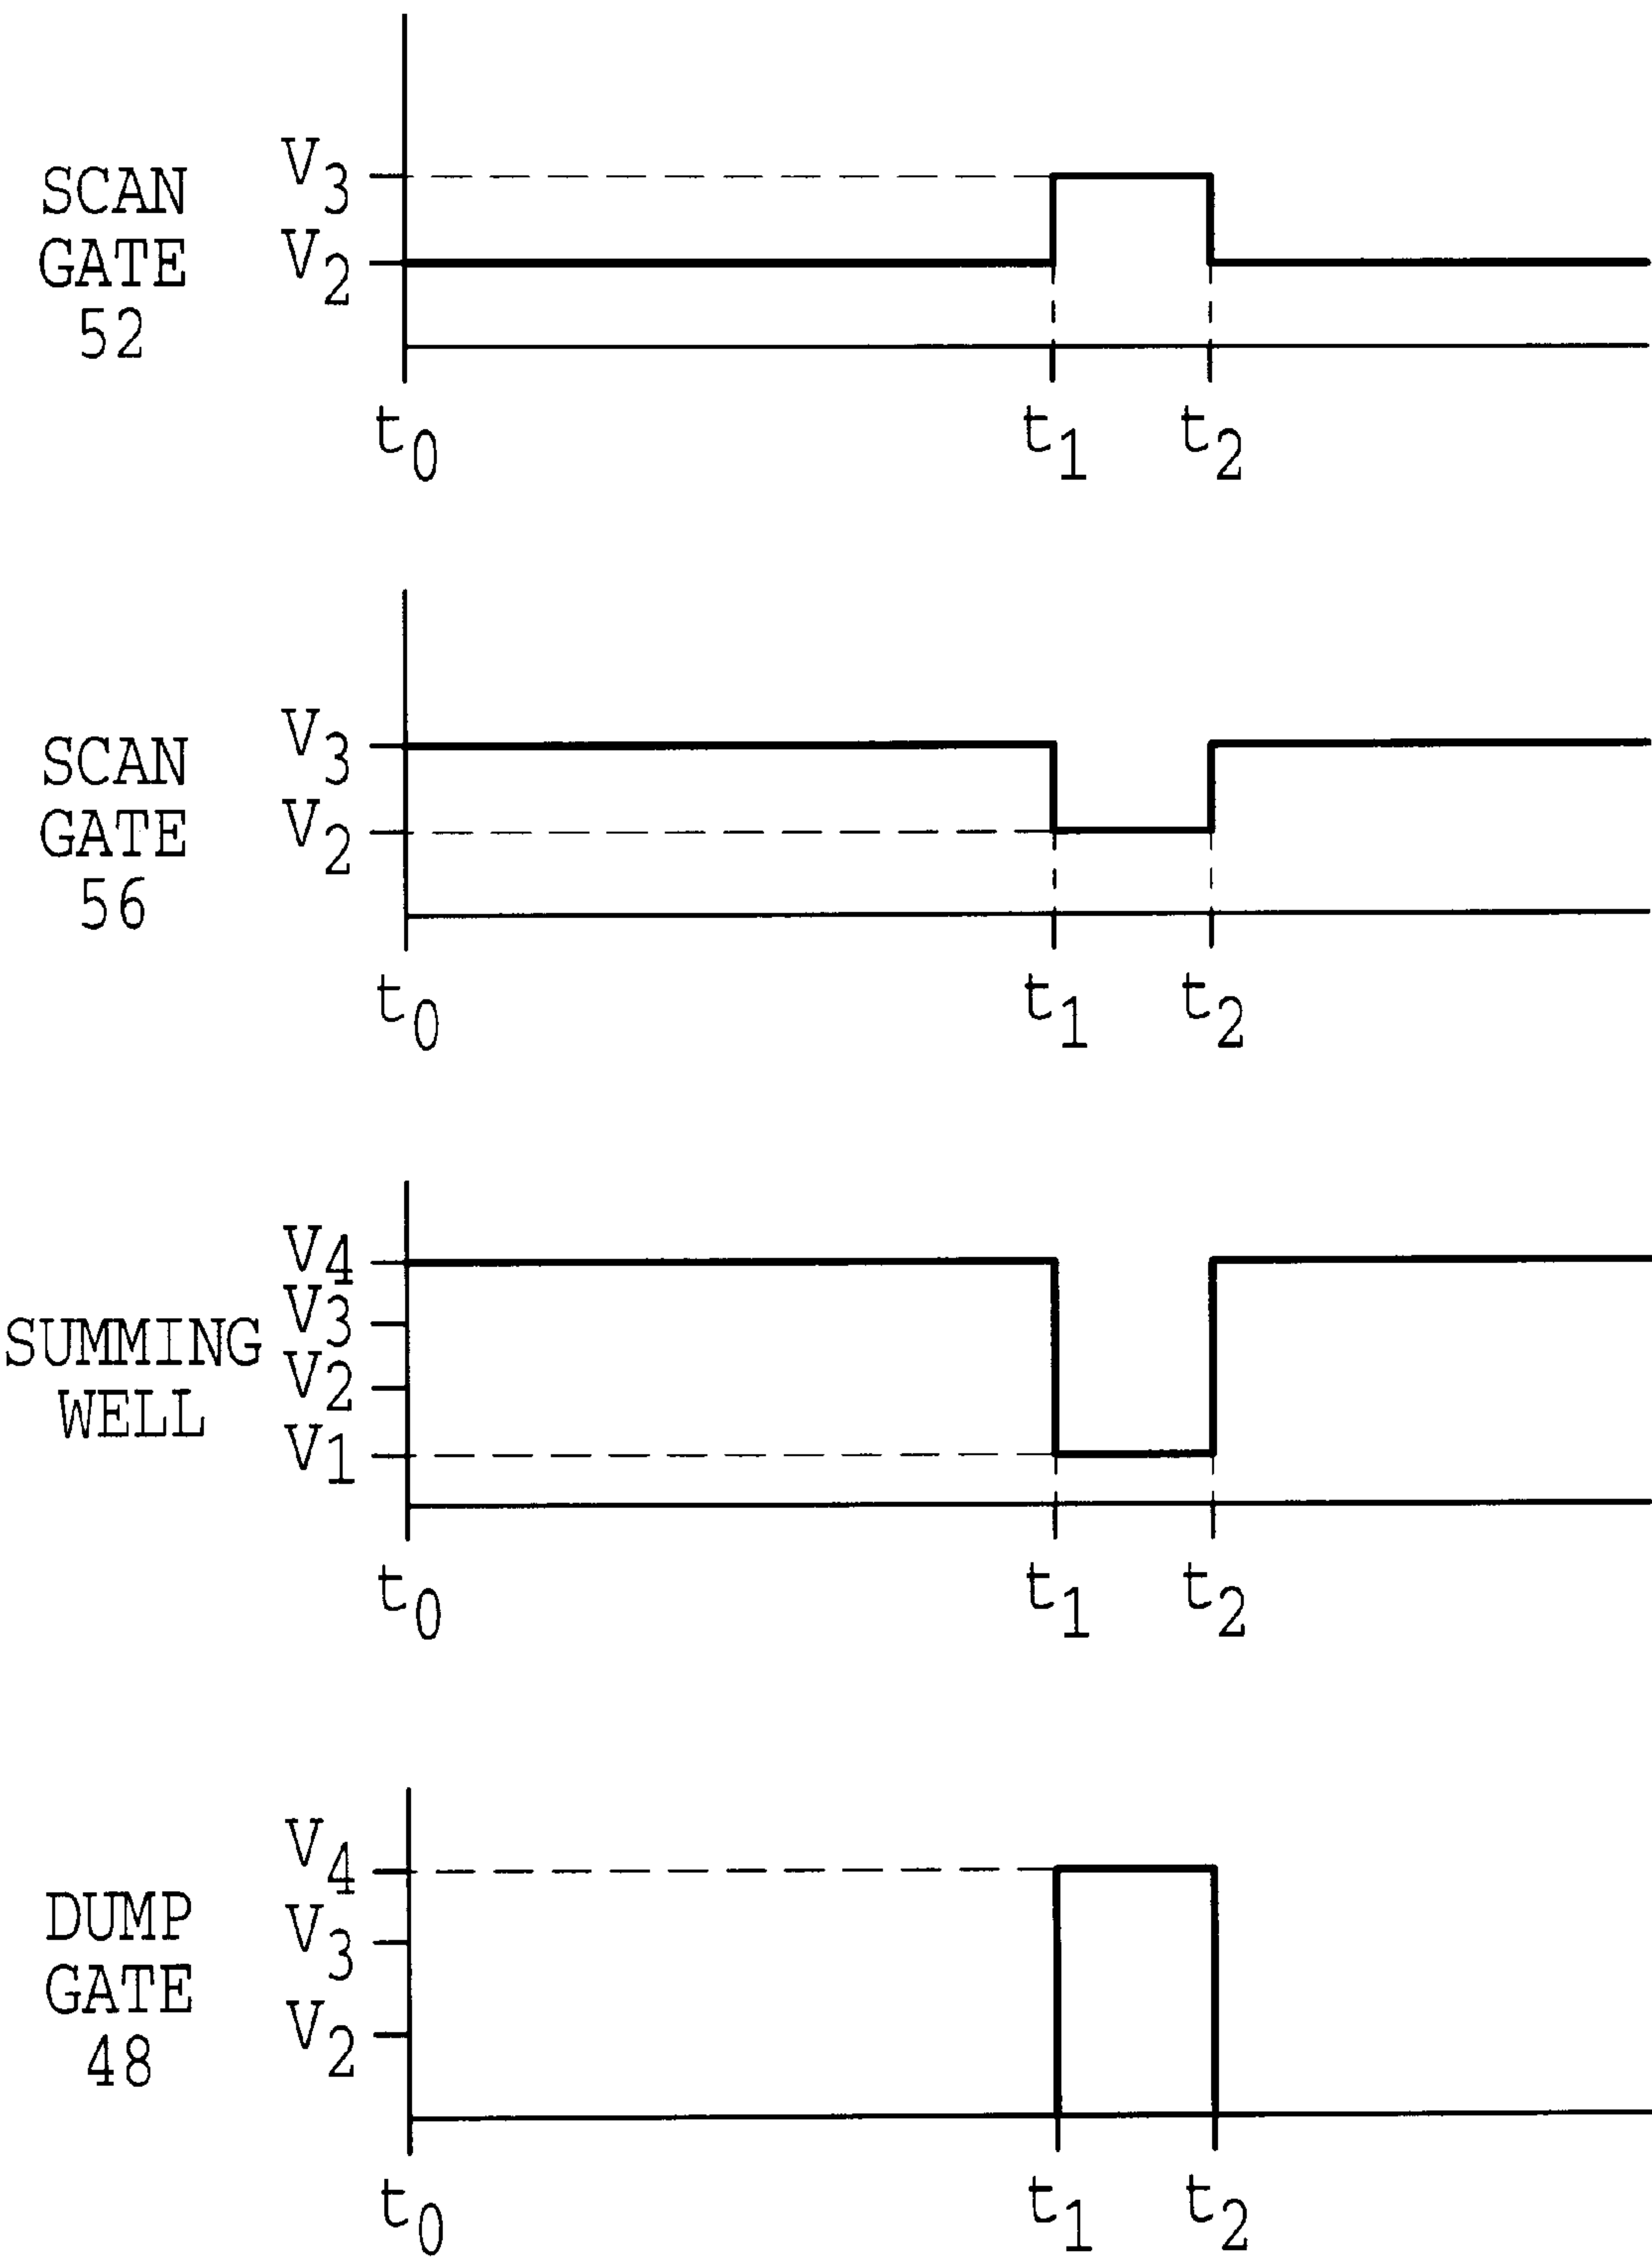 SCAN
GATE
52
V3
V2
t0 t1 t2
SCAN
GATE
56
V3
V2
t0 t1 t2
SUMMING
WELL
V4
V3
V2
V1
t0 t1 t2
DUMP
GATE
48
V4
V3
V2
t0 t1 t2